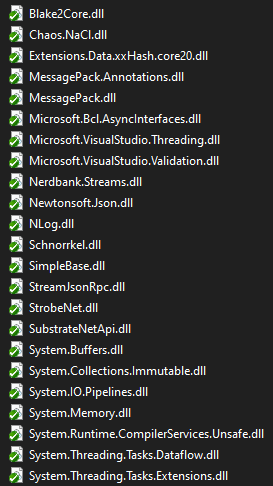 Blake2Core.dll
Chaos.NaCl.dll
Extensions.Data.xxHash.core20.dll
MessagePack.Annotations.dll
MessagePack.dll
Microsoft.Bcl.AsyncInterfaces.dll
Microsoft.VisualStudio.Threading.dll
Microsoft.VisualStudio.Validation.dll
Nerdbank.Streams.dll
Newtonsoft.Json.dll
NLog.dll
Schnorrkel.dll
SimpleBase.dll
StreamJsonRpc.dll
StrobeNet.dll
SubstrateNetApi.dll
System.Buffers.dll
System.Collections.Immutable.dll
System.IO.Pipelines.dll
System.Memory.dll
System.Runtime.CompilerServices.Unsafe.dll
System.Threading.Tasks.Dataflow.dll
System.Threading.Tasks.Extensions.dll